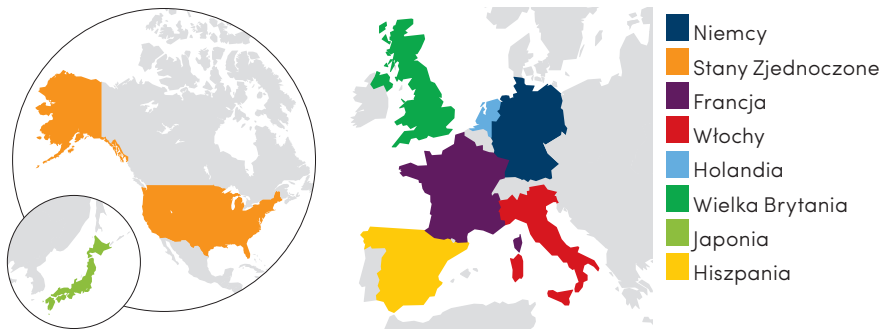 Niemcy
Stany Zjednoczone
Francja
Włochy
Holandia
Wielka Brytania
Japonia
Hiszpania